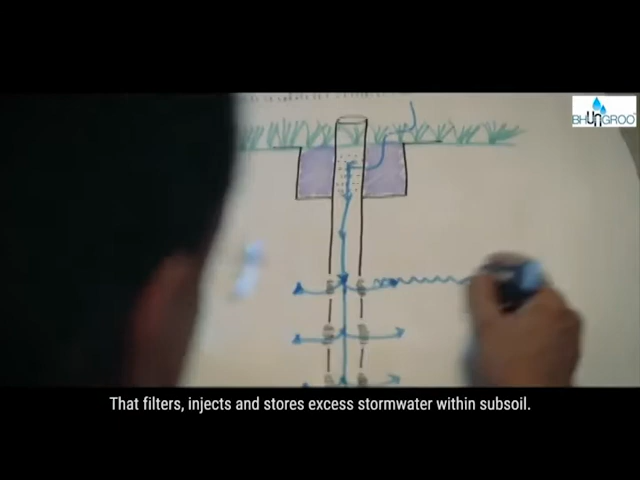 BHUNGROO
That filters, injects and stores excess stormwater within subsoil.